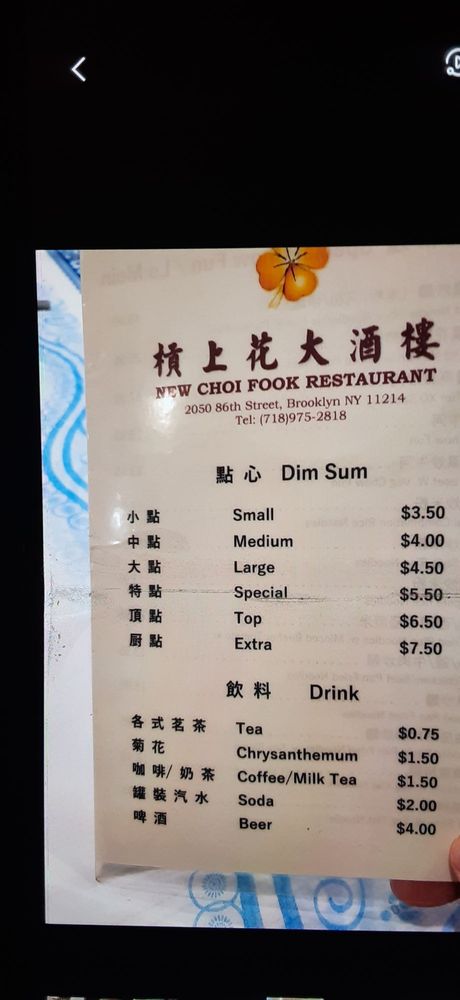 槓上花大酒樓
NEW CHOI FOOK RESTAURANT
2050 86th Street, Brooklyn NY 11214
Tel: (718)975-2818
點心 Dim Sum
小點 Small $3.50
中點 Medium $4.00
大點 Large $4.50
特點 Special $5.50
頂點 Top $6.50
厨點 Extra $7.50
飲料 Drink
各式茗茶 Tea $0.75
菊花 Chrysanthemum $1.50
咖啡/奶茶 Coffee/Milk Tea $1.50
罐裝汽水 Soda $2.00
啤酒 Beer $4.00